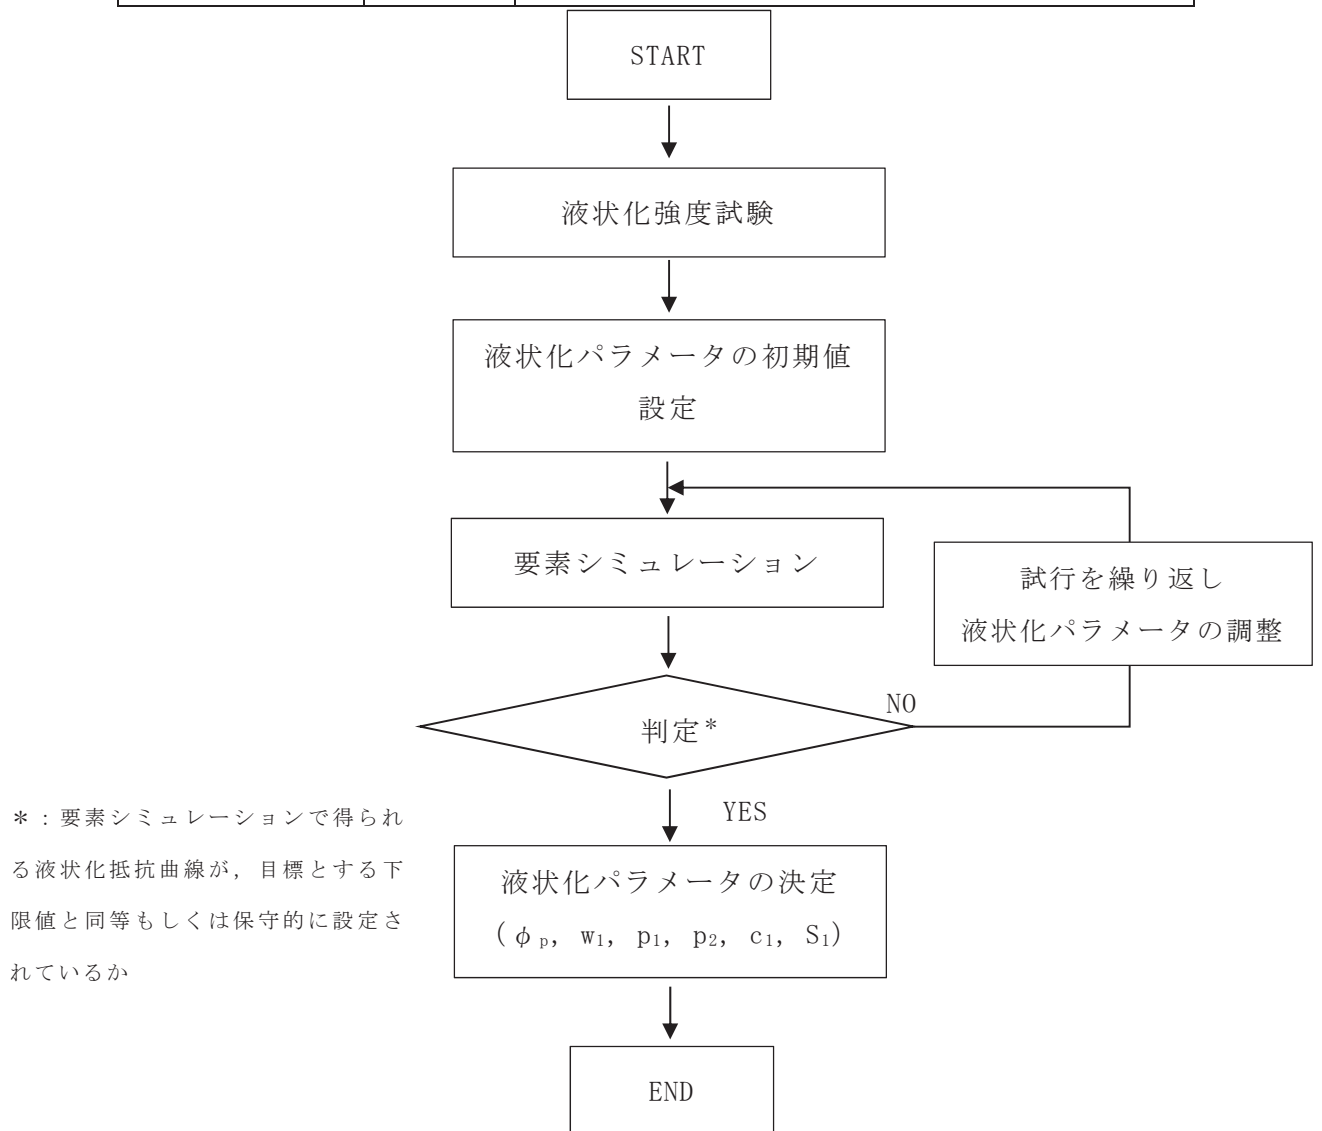 START
液状化強度試験
液状化パラメータの初期値
設定
要素シミュレーション
試行を繰り返し
液状化パラメータの調整
NO
判定*
YES
*:要素シミュレーションで得られ
る液状化抵抗曲線が,目標とする下
限値と同等もしくは保守的に設定さ
れているか
液状化パラメータの決定
(φp, w1, p1, p2, c1, S1)
END